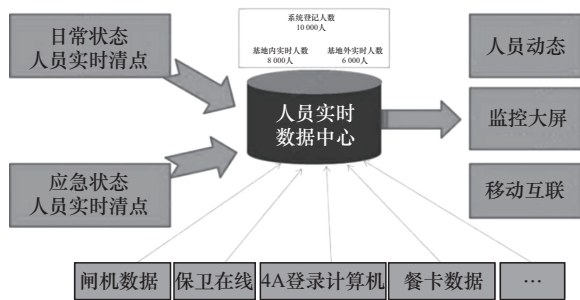 系统登记人数
10 000人
基地内实时人数
8 000人
基地外实时人数
6 000人
日常状态
人员实时清点
人员实时
数据中心
人员动态
监控大屏
应急状态
人员实时清点
移动互联
闸机数据
保卫在线
4A登录计算机
餐卡数据
…